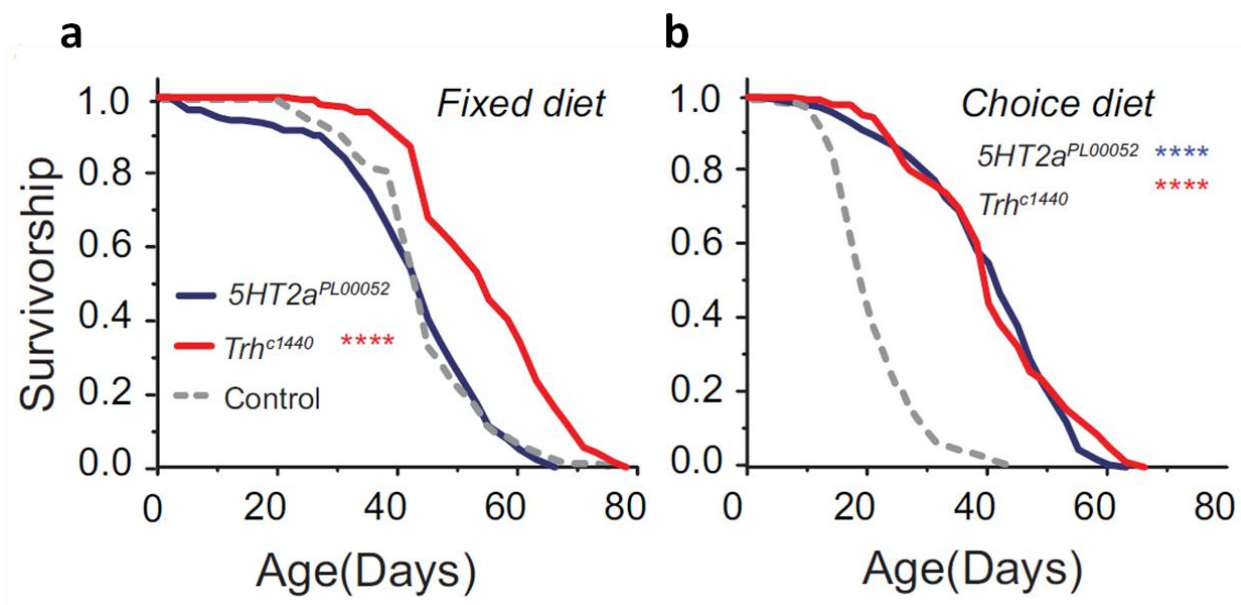 a
Fixed diet
Survivorship
1.0
0.8
0.6
0.4
0.2
0.0
5HT2a^PL00052
Trh^c1440 ****
Control
0 20 40 60 80
Age(Days)
b
Choice diet
5HT2a^PL00052 ****
Trh^c1440 ****
1.0
0.8
0.6
0.4
0.2
0.0
0 20 40 60 80
Age(Days)